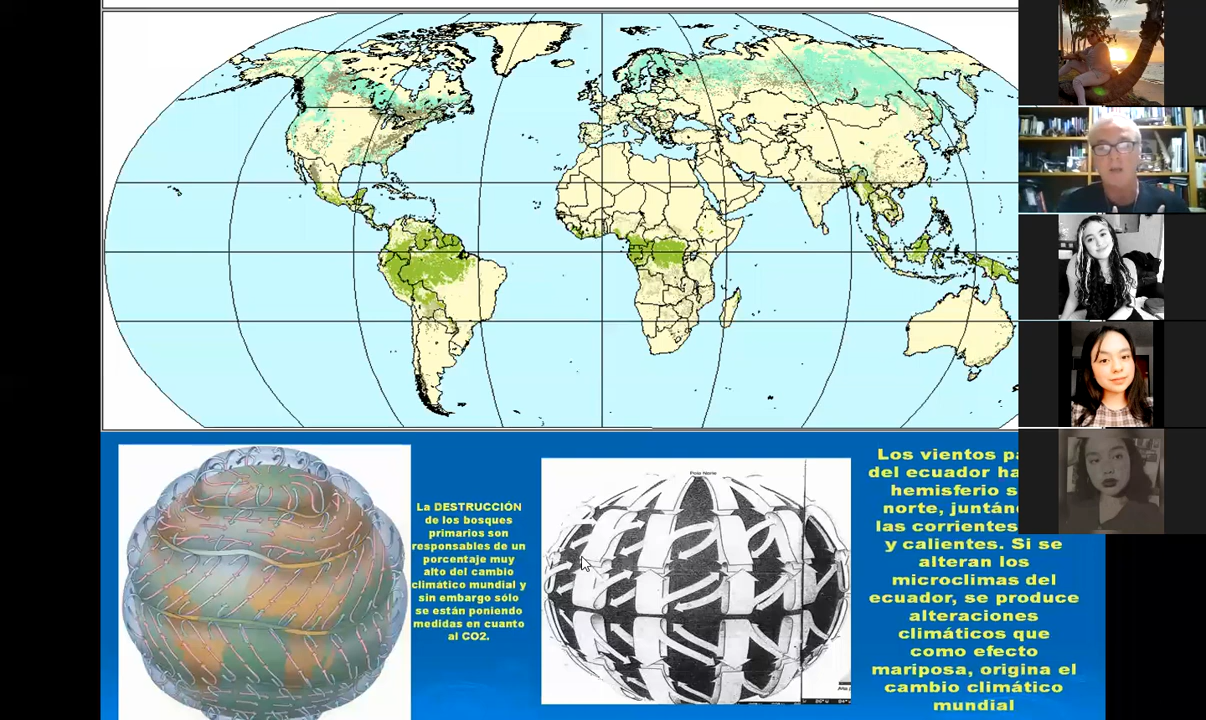 La DESTRUCCIÓN
de los bosques
primarios son
responsables de un
porcentaje muy
alto del cambio
climático mundial y
sin embargo sólo
se están poniendo
medidas en cuanto
al CO2.
Polo Norte
Los vientos
del ecuador
hemisferio
norte,
las corrientes
y calientes. Si se
alteran los
microclimas del
ecuador, se produce
alteraciones
climáticos que
como efecto
mariposa, origina el
cambio climático
mundial